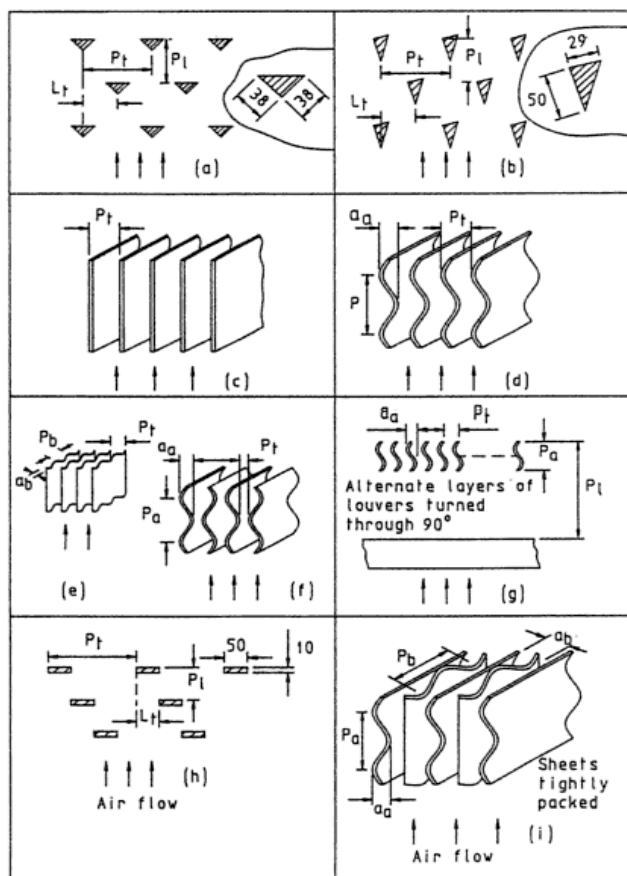 Pt
Pl
Lt
38
38
(a)
Pt
Pl
Lt
29
50
(b)
Pt
(c)
aa
Pt
P
(d)
Pb
Pt
ab
(e)
aa
Pt
Pa
(f)
aa
Pt
Pa
Pl
Alternate layers of
louvers turned
through 90°
(g)
Pt
50
10
Pl
Lt
(h)
Air flow
Pb
ab
Pa
aa
Sheets
tightly
packed
(i)
Air flow